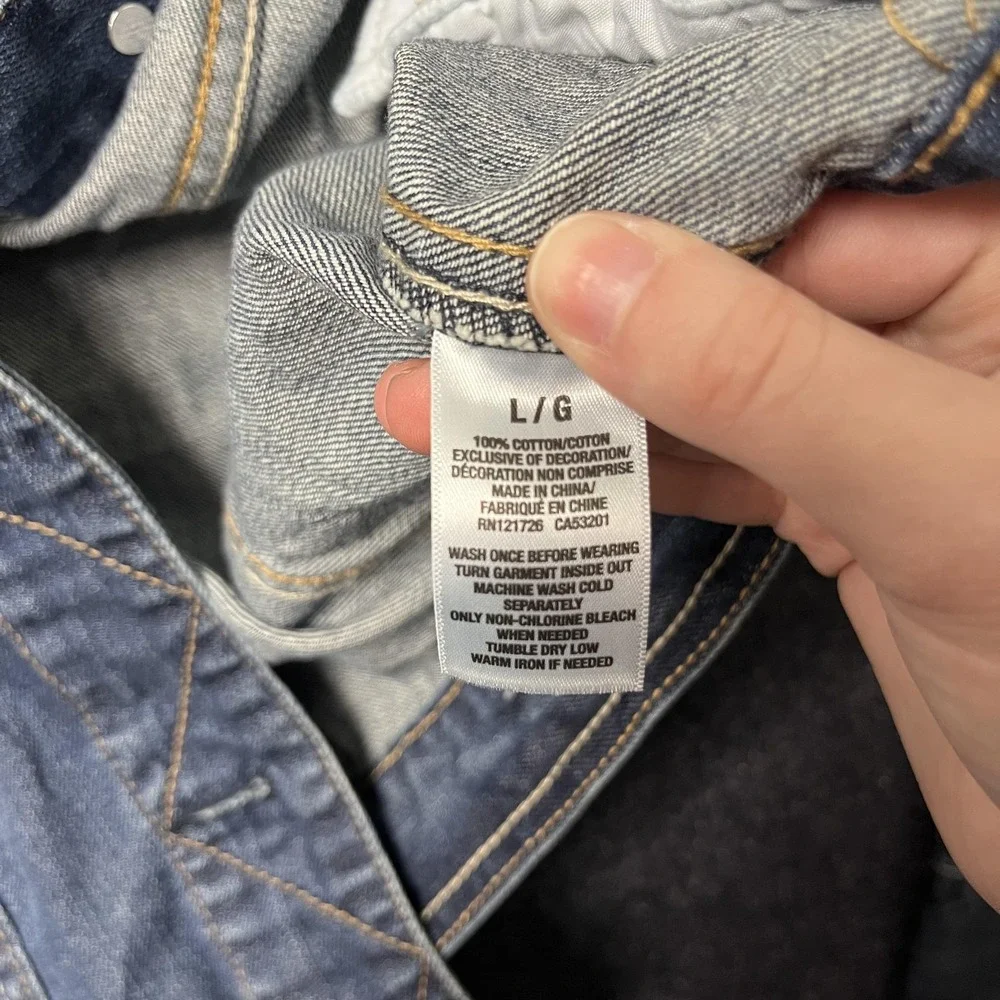 L / G
100% COTTON/COTON
EXCLUSIVE OF DECORATION/
DÉCORATION NON COMPRISE
MADE IN CHINA/
FABRIQUÉ EN CHINE
RN121726 CA53201
WASH ONCE BEFORE WEARING
TURN GARMENT INSIDE OUT
MACHINE WASH COLD
SEPARATELY
ONLY NON-CHLORINE BLEACH
WHEN NEEDED
TUMBLE DRY LOW
WARM IRON IF NEEDED